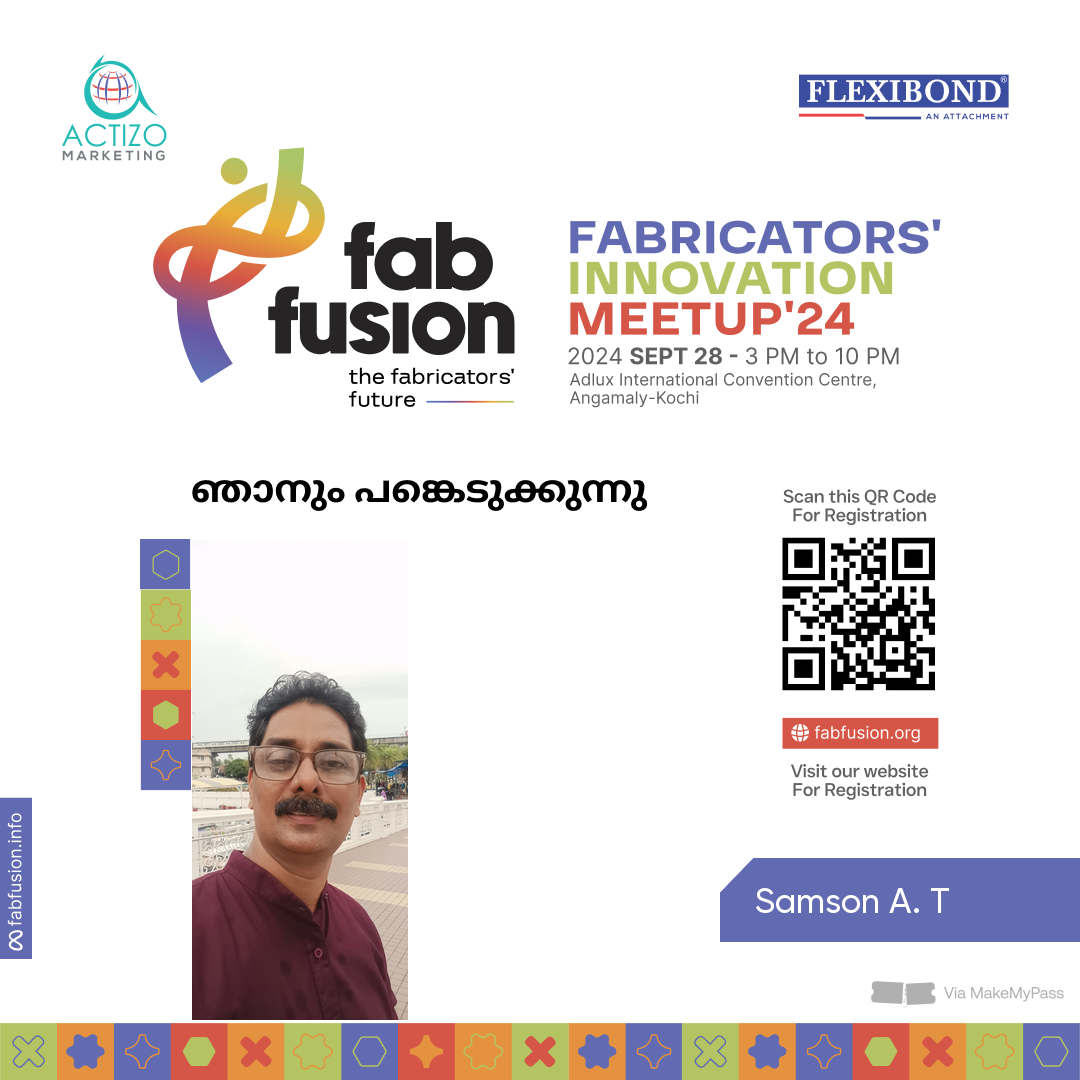 ACTIZO
MARKETING
FLEXIBOND®
AN ATTACHMENT
fab
fusion
the fabricators'
future
FABRICATORS'
INNOVATION
MEETUP'24
2024 SEPT 28 - 3 PM to 10 PM
Adlux International Convention Centre,
Angamaly-Kochi
ഞാനും പങ്കെടുക്കുന്നു
Scan this QR Code
For Registration
fabfusion.org
Visit our website
For Registration
fabfusion.info
Samson A. T
Via MakeMyPass